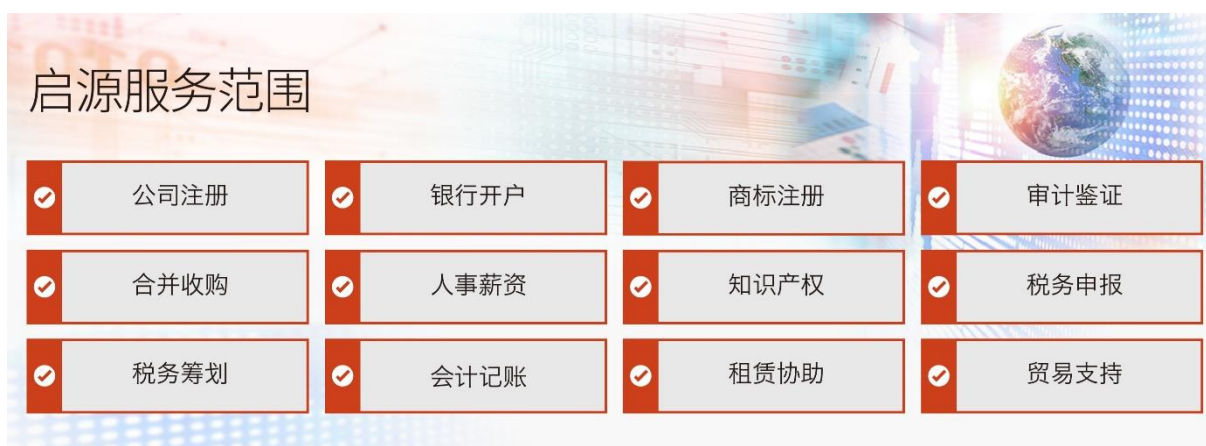 启源服务范围
公司注册
银行开户
商标注册
审计鉴证
合并收购
人事薪资
知识产权
税务申报
税务筹划
会计记账
租赁协助
贸易支持